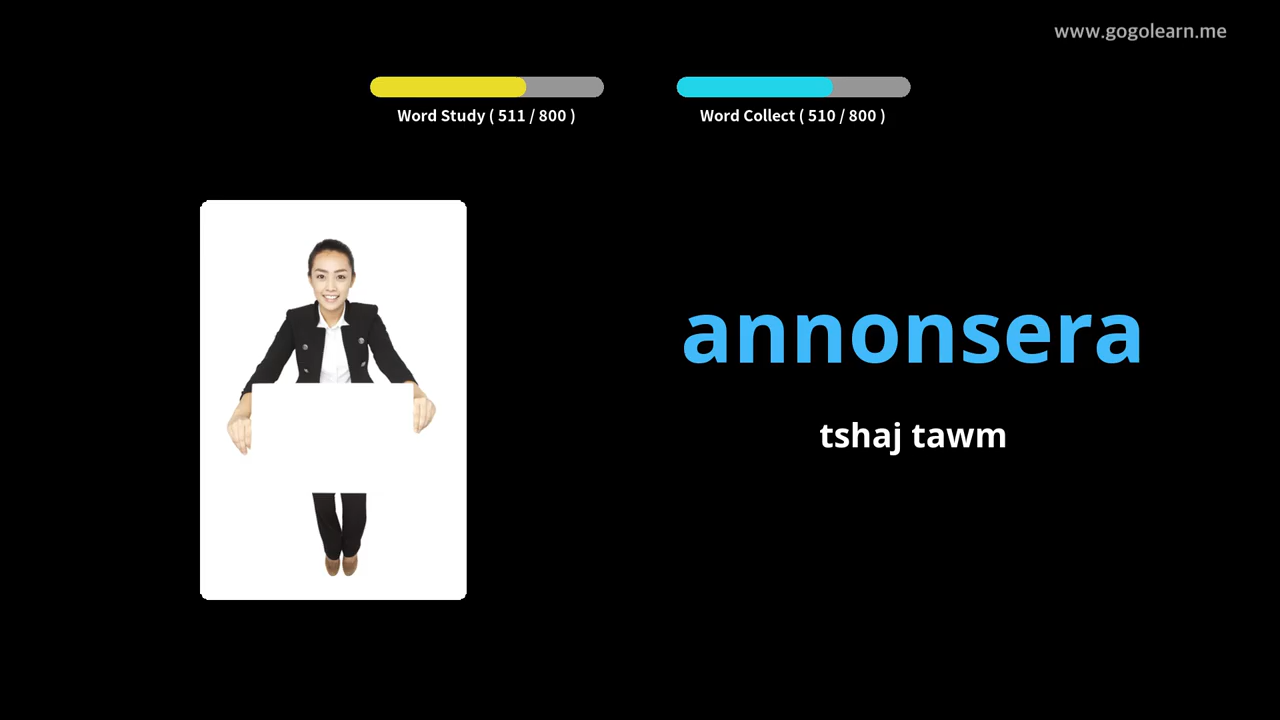 www.gogolearn.me
Word Study ( 511 / 800 )
Word Collect ( 510 / 800 )
annonsera
tshaj tawm